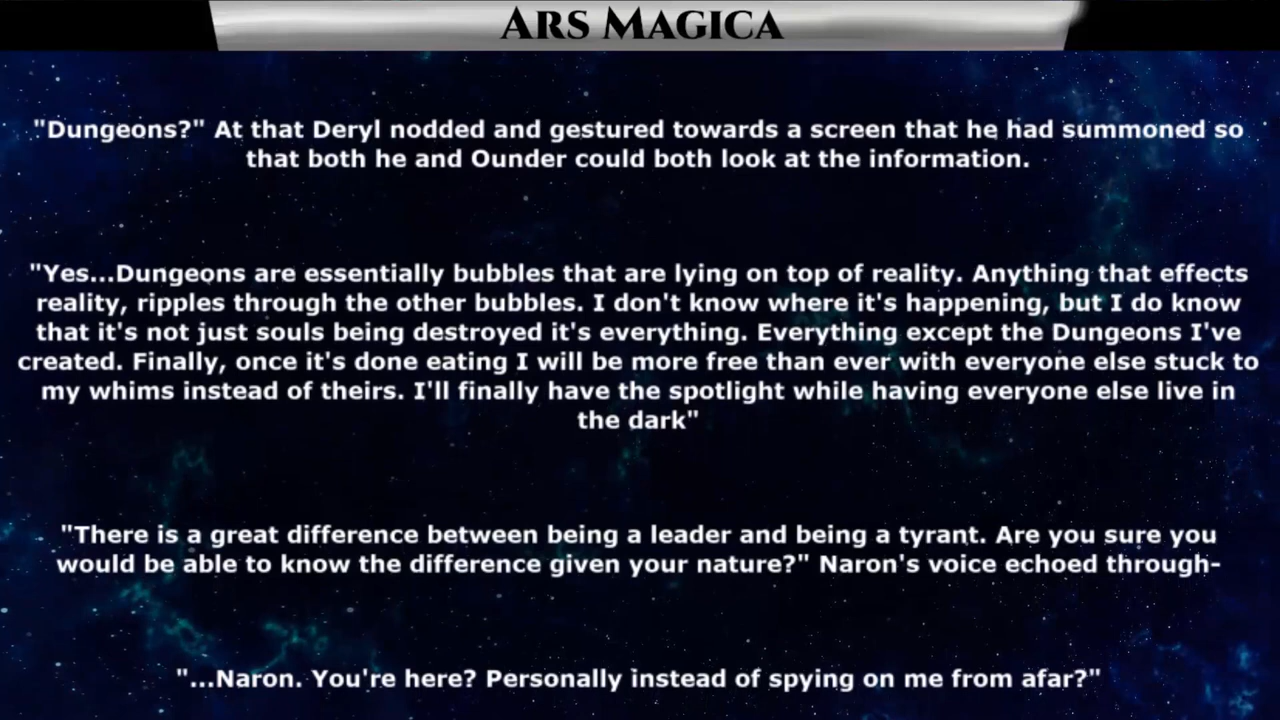 Ars Magica
"Dungeons?" At that Deryl nodded and gestured towards a screen that he had summoned so
that both he and Ounder could both look at the information.
"Yes...Dungeons are essentially bubbles that are lying on top of reality. Anything that effects
reality, ripples through the other bubbles. I don't know where it's happening, but I do know
that it's not just souls being destroyed it's everything. Everything except the Dungeons I've
created. Finally, once it's done eating I will be more free than ever with everyone else stuck to
my whims instead of theirs. I'll finally have the spotlight while having everyone else live in
the dark"
"There is a great difference between being a leader and being a tyrant. Are you sure you
would be able to know the difference given your nature?" Naron's voice echoed through-
"...Naron. You're here? Personally instead of spying on me from afar?"